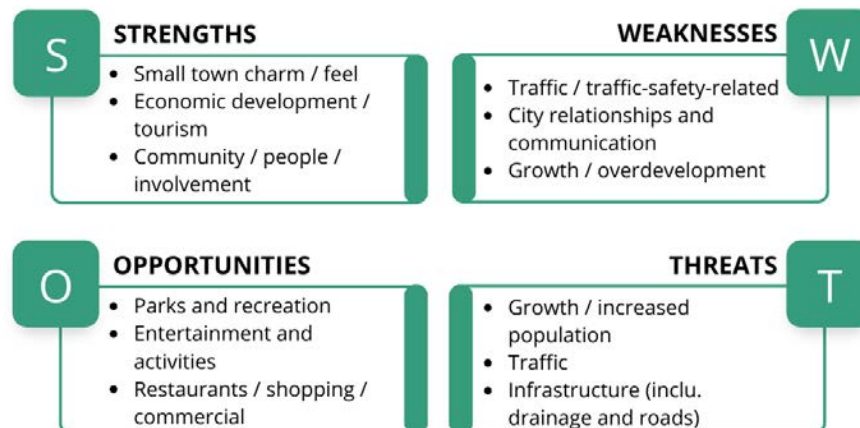 S
STRENGTHS
• Small town charm / feel
• Economic development /
tourism
• Community / people /
involvement
WEAKNESSES
W
• Traffic / traffic-safety-related
• City relationships and
communication
• Growth / overdevelopment
O
OPPORTUNITIES
• Parks and recreation
• Entertainment and
activities
• Restaurants / shopping /
commercial
THREATS
T
• Growth / increased
population
• Traffic
• Infrastructure (inclu.
drainage and roads)